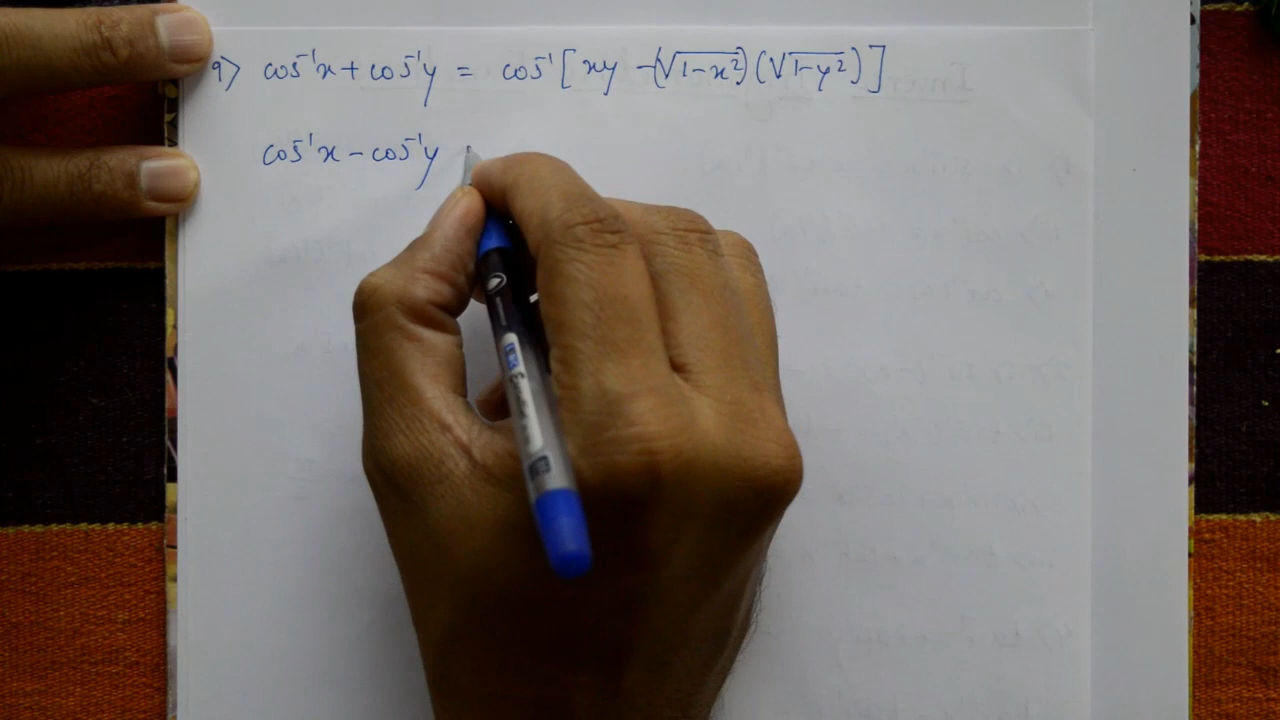 9) cos⁻¹x + cos⁻¹y = cos⁻¹[xy - (√1-x²)(√1-y²)]
cos⁻¹x - cos⁻¹y